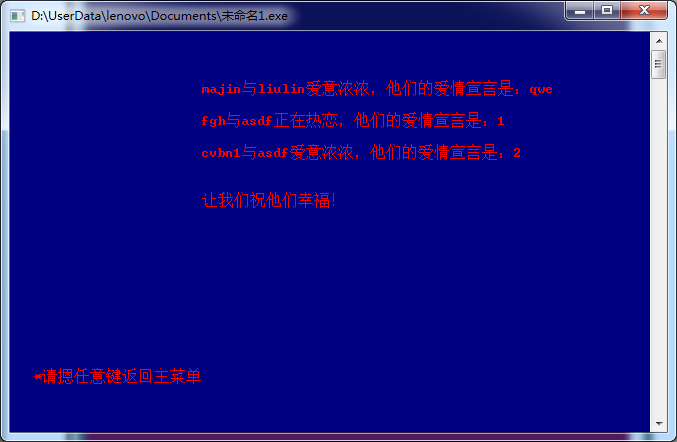 D:\UserData\lenovo\Documents\未命名1.exe
majin与liulin爱意浓浓，他们的爱情宣言是：qwe
fgh与asdf正在热恋，他们的爱情宣言是：1
cvbn1与asdf爱意浓浓，他们的爱情宣言是：2
让我们祝他们幸福！
*请摁任意键返回主菜单